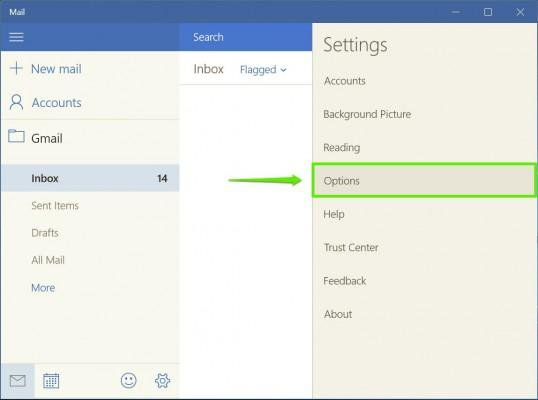 Mail
New mail
Accounts
Gmail
Inbox 14
Sent Items
Drafts
All Mail
More
Search
Inbox Flagged
Settings
Accounts
Background Picture
Reading
Options
Help
Trust Center
Feedback
About